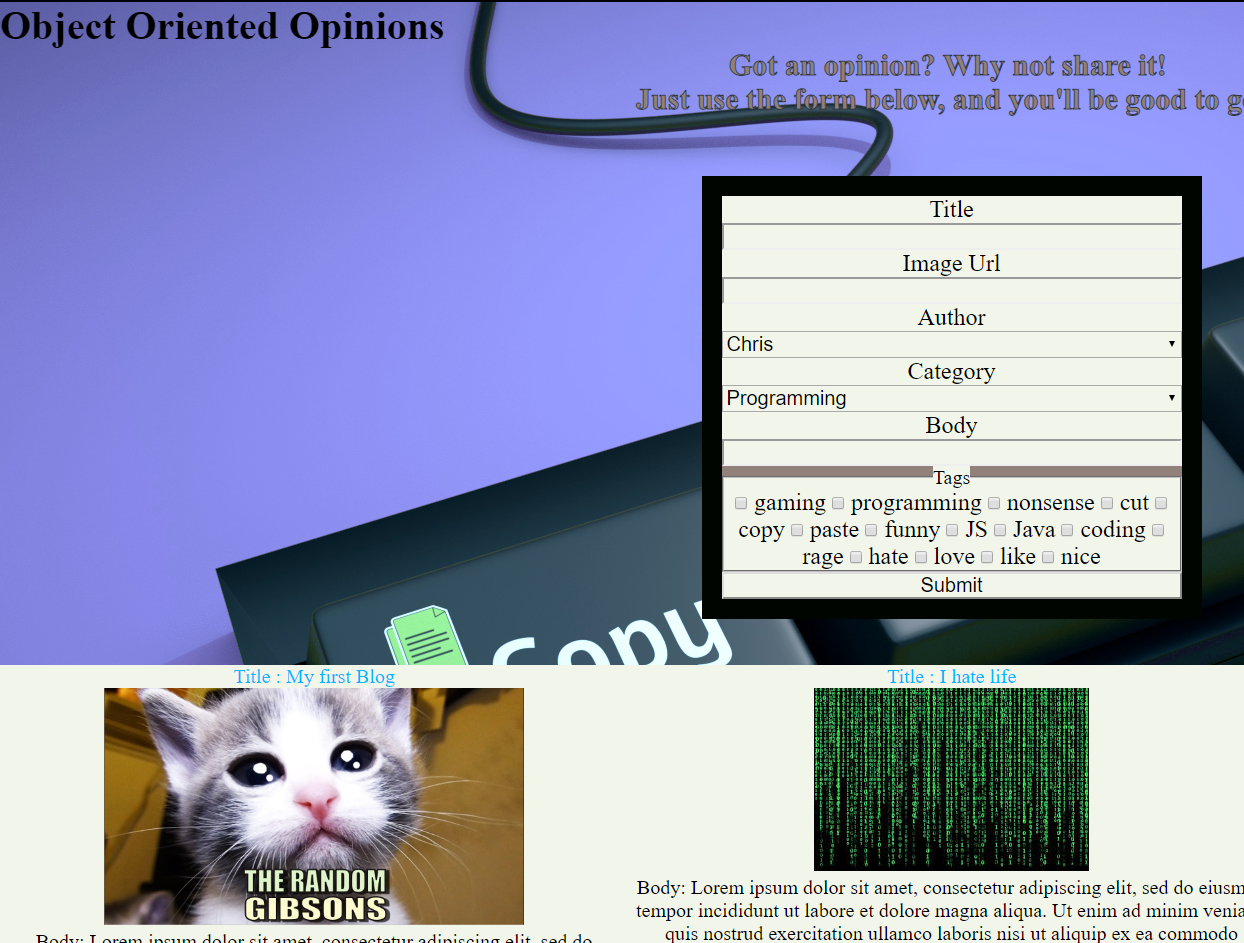 Object Oriented Opinions
Got an opinion? Why not share it!
Just use the form below, and you'll be good to
Title
Image Url
Author
Chris
Category
Programming
Body
Tags
gaming programming nonsense cut
copy paste funny JS Java coding
rage hate love like nice
Submit
Copy
Title : My first Blog
THE RANDOM
GIBSONS
Body: Lorem ipsum dolor sit amet, consectetur adipiscing elit, sed do
Title : I hate life
Body: Lorem ipsum dolor sit amet, consectetur adipiscing elit, sed do eiusm
tempor incididunt ut labore et dolore magna aliqua. Ut enim ad minim venia
quis nostrud exercitation ullamco laboris nisi ut aliquip ex ea commodo